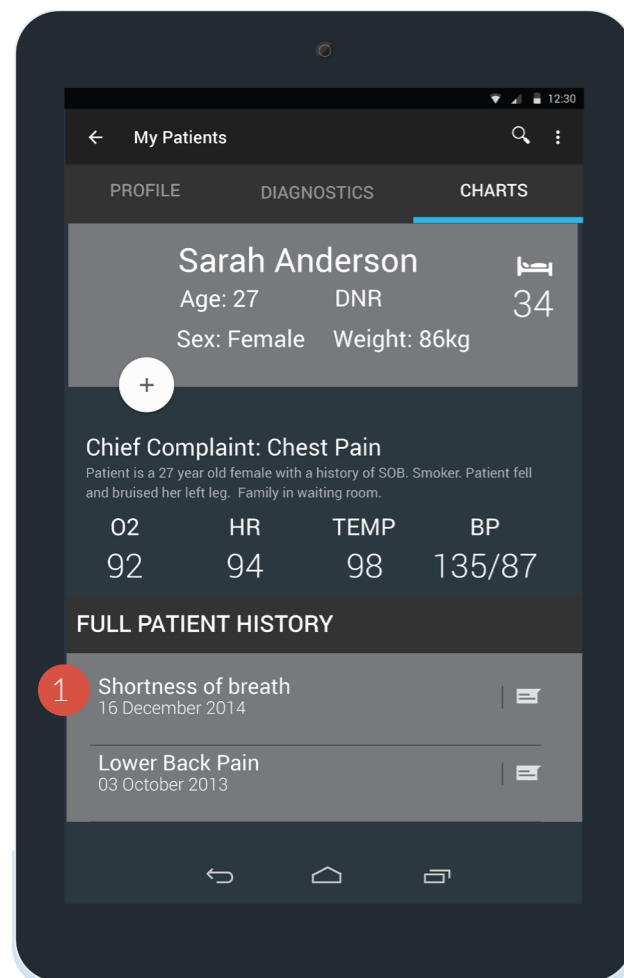 12:30
My Patients
PROFILE DIAGNOSTICS CHARTS
Sarah Anderson
Age: 27 DNR 34
Sex: Female Weight: 86kg
+
Chief Complaint: Chest Pain
Patient is a 27 year old female with a history of SOB. Smoker. Patient fell
and bruised her left leg. Family in waiting room.
O2 HR TEMP BP
92 94 98 135/87
FULL PATIENT HISTORY
1 Shortness of breath
16 December 2014
Lower Back Pain
03 October 2013